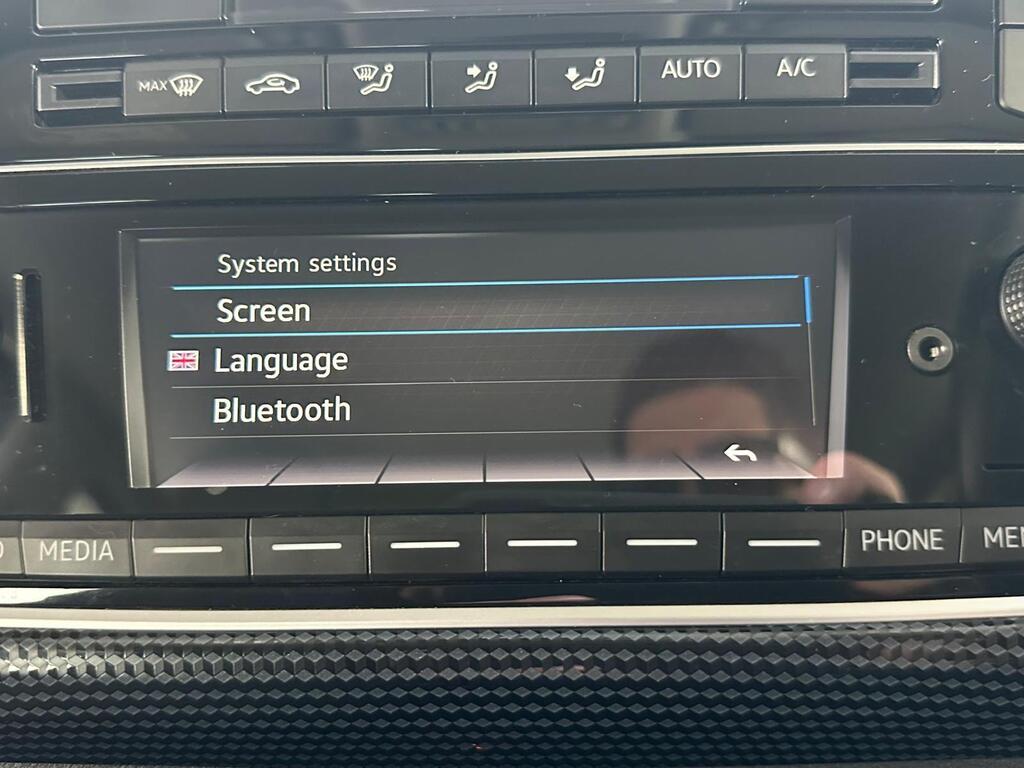 MAX
AUTO
A/C
System settings
Screen
Language
Bluetooth
MEDIA
PHONE